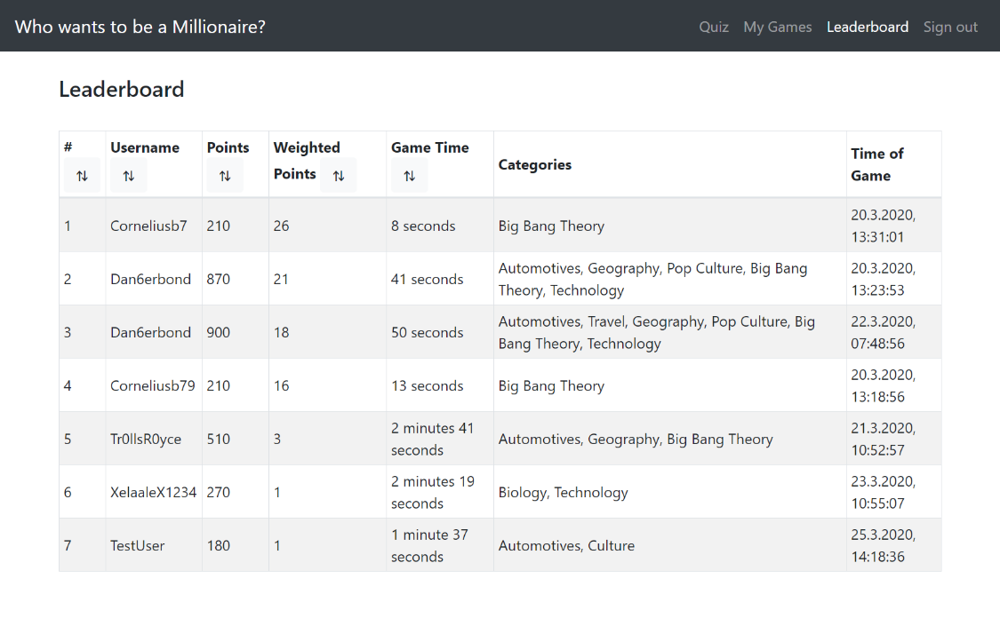 Who wants to be a Millionaire?
Quiz My Games Leaderboard Sign out
Leaderboard
# Username Points Weighted Points Game Time Categories Time of Game
1 Corneliusb7 210 26 8 seconds Big Bang Theory 20.3.2020, 13:31:01
2 Dan6erbond 870 21 41 seconds Automotives, Geography, Pop Culture, Big Bang Theory, Technology 20.3.2020, 13:23:53
3 Dan6erbond 900 18 50 seconds Automotives, Travel, Geography, Pop Culture, Big Bang Theory, Technology 22.3.2020, 07:48:56
4 Corneliusb79 210 16 13 seconds Big Bang Theory 20.3.2020, 13:18:56
5 Tr0llsR0yce 510 3 2 minutes 41 seconds Automotives, Geography, Big Bang Theory 21.3.2020, 10:52:57
6 XelaaleX1234 270 1 2 minutes 19 seconds Biology, Technology 23.3.2020, 10:55:07
7 TestUser 180 1 1 minute 37 seconds Automotives, Culture 25.3.2020, 14:18:36